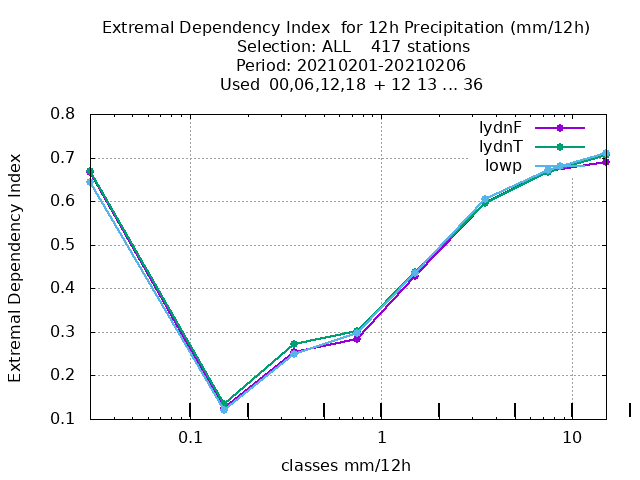 Extremal Dependency Index  for 12h Precipitation (mm/12h)
Selection: ALL    417 stations
Period: 20210201-20210206
Used  00,06,12,18  + 12 13 ... 36
0.8
0.7
0.6
0.5
0.4
0.3
0.2
0.1
Extremal Dependency Index
lydnF
lydnT
lowp
0.1
1
10
classes mm/12h